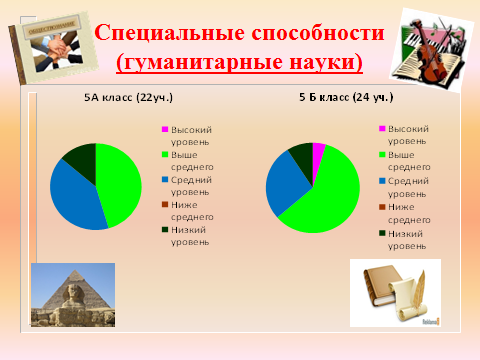 ОБЩЕСТВОЗНАНИЕ
Специальные способности
(гуманитарные науки)
5А класс (22уч.)
Высокий
уровень
Выше
среднего
Средний
уровень
Ниже
среднего
Низкий
уровень
5 Б класс (24 уч.)
Высокий
уровень
Выше
среднего
Средний
уровень
Ниже
среднего
Низкий
уровень